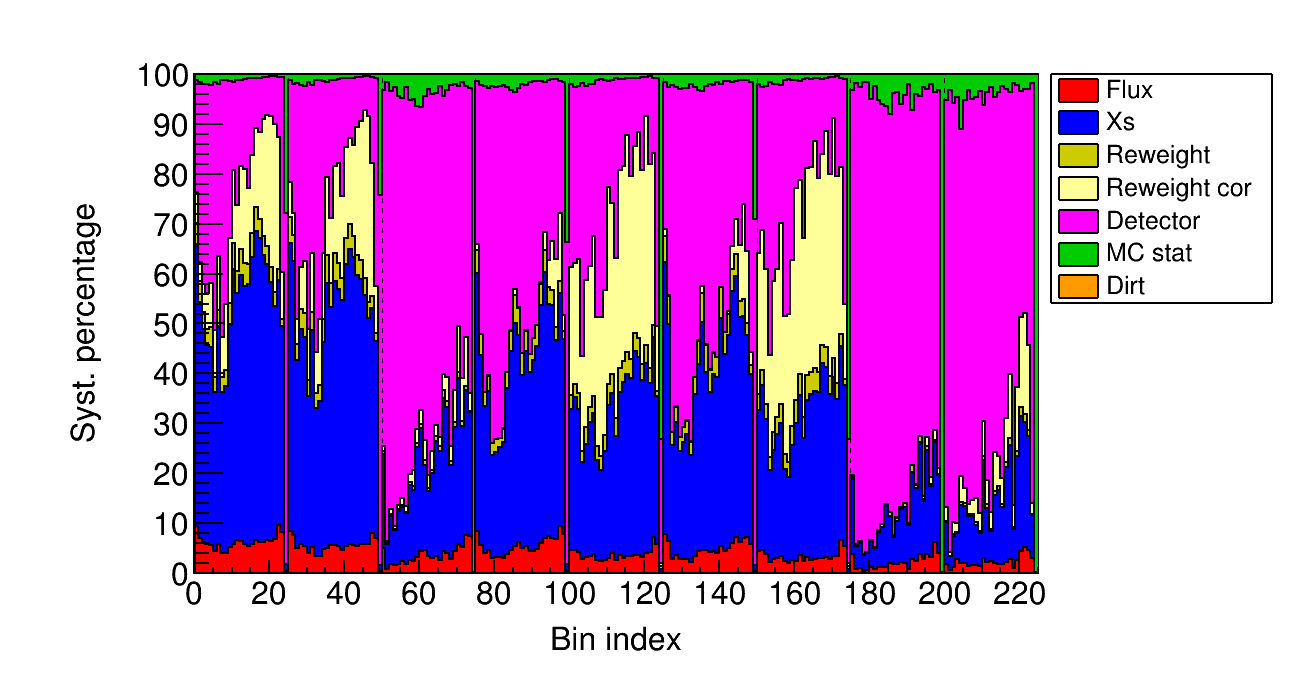 Syst. percentage
100
90
80
70
60
50
40
30
20
10
0
0 20 40 60 80 100 120 140 160 180 200 220
Bin index
Flux
Xs
Reweight
Reweight cor
Detector
MC stat
Dirt